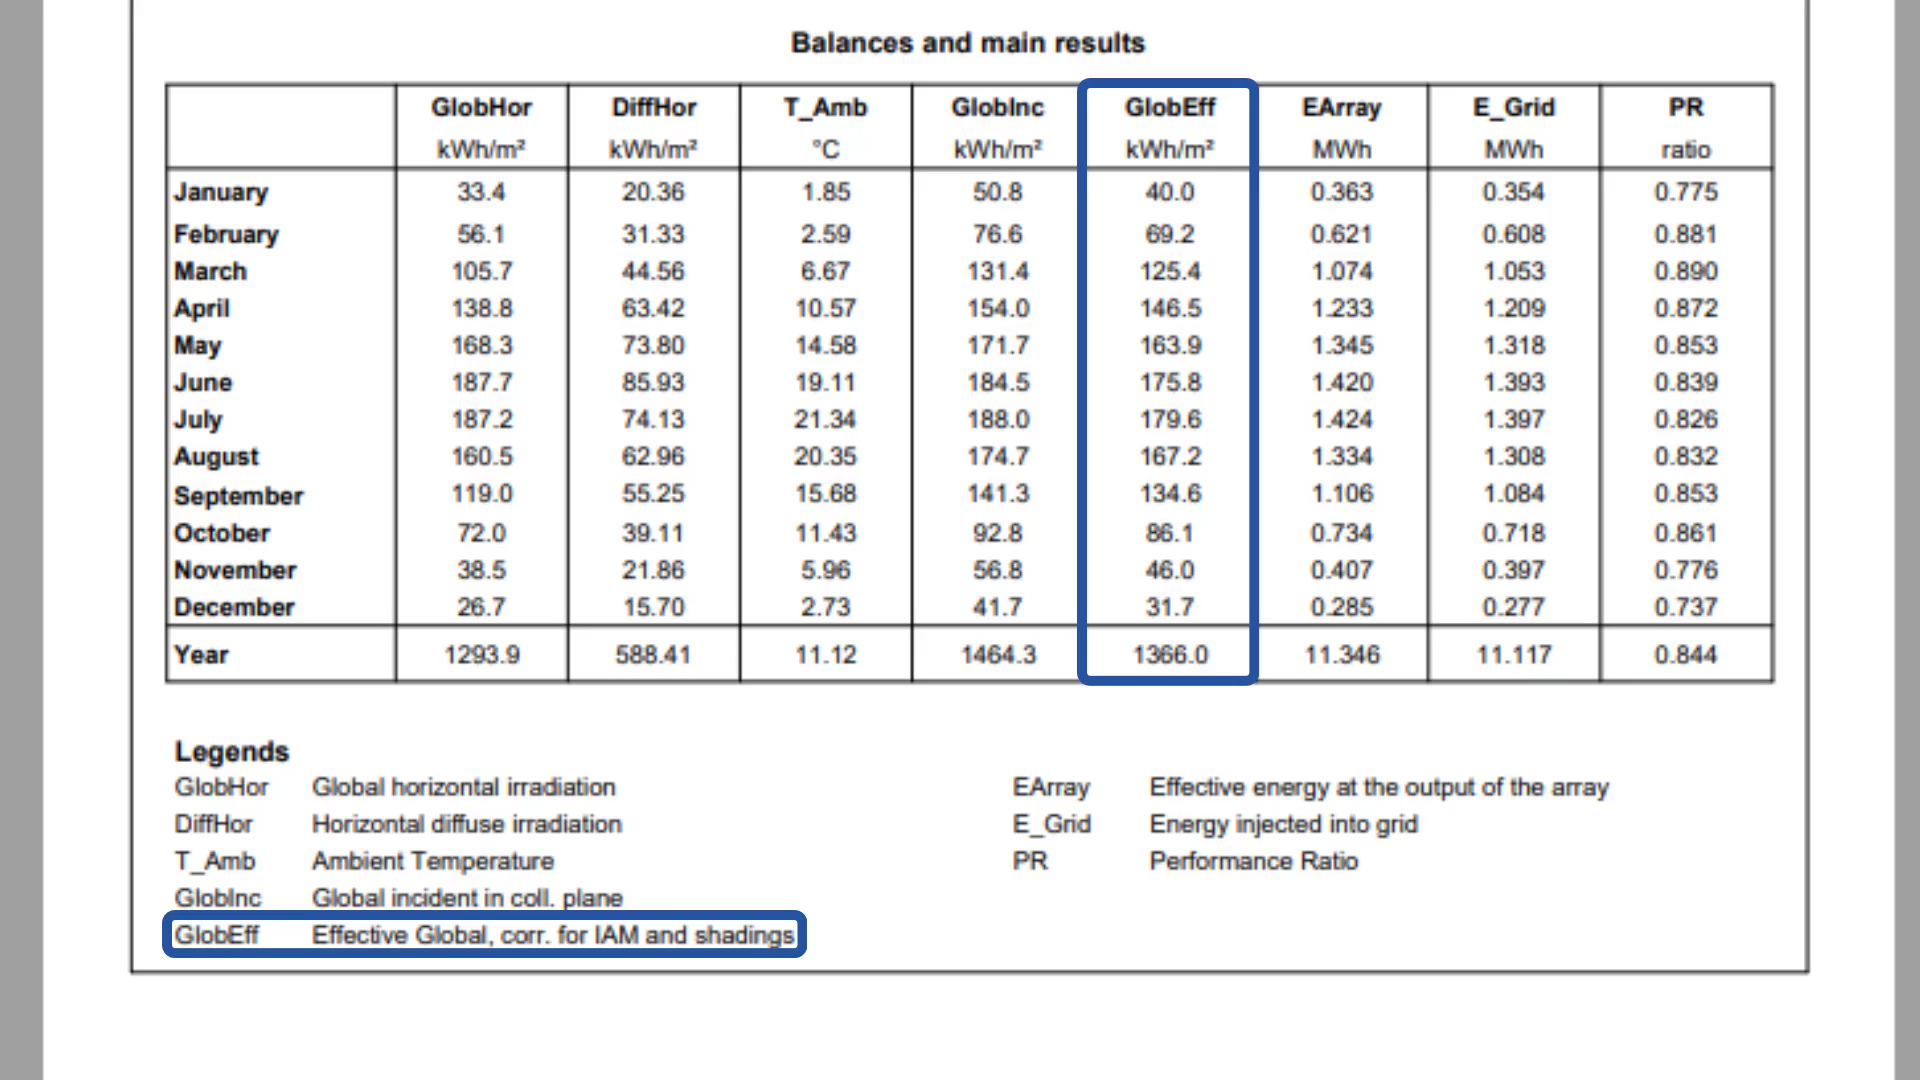 Balances and main results
GlobHor DiffHor T_Amb GlobInc GlobEff EArray E_Grid PR
kWh/m² kWh/m² °C kWh/m² kWh/m² MWh MWh ratio
January 33.4 20.36 1.85 50.8 40.0 0.363 0.354 0.775
February 56.1 31.33 2.59 76.6 69.2 0.621 0.608 0.881
March 105.7 44.56 6.67 131.4 125.4 1.074 1.053 0.890
April 138.8 63.42 10.57 154.0 146.5 1.233 1.209 0.872
May 168.3 73.80 14.58 171.7 163.9 1.345 1.318 0.853
June 187.7 85.93 19.11 184.5 175.8 1.420 1.393 0.839
July 187.2 74.13 21.34 188.0 179.6 1.424 1.397 0.826
August 160.5 62.96 20.35 174.7 167.2 1.334 1.308 0.832
September 119.0 55.25 15.68 141.3 134.6 1.106 1.084 0.853
October 72.0 39.11 11.43 92.8 86.1 0.734 0.718 0.861
November 38.5 21.86 5.96 56.8 46.0 0.407 0.397 0.776
December 26.7 15.70 2.73 41.7 31.7 0.285 0.277 0.737
Year 1293.9 588.41 11.12 1464.3 1366.0 11.346 11.117 0.844
Legends
GlobHor Global horizontal irradiation
DiffHor Horizontal diffuse irradiation
T_Amb Ambient Temperature
GlobInc Global incident in coll. plane
GlobEff Effective Global, corr. for IAM and shadings
EArray Effective energy at the output of the array
E_Grid Energy injected into grid
PR Performance Ratio